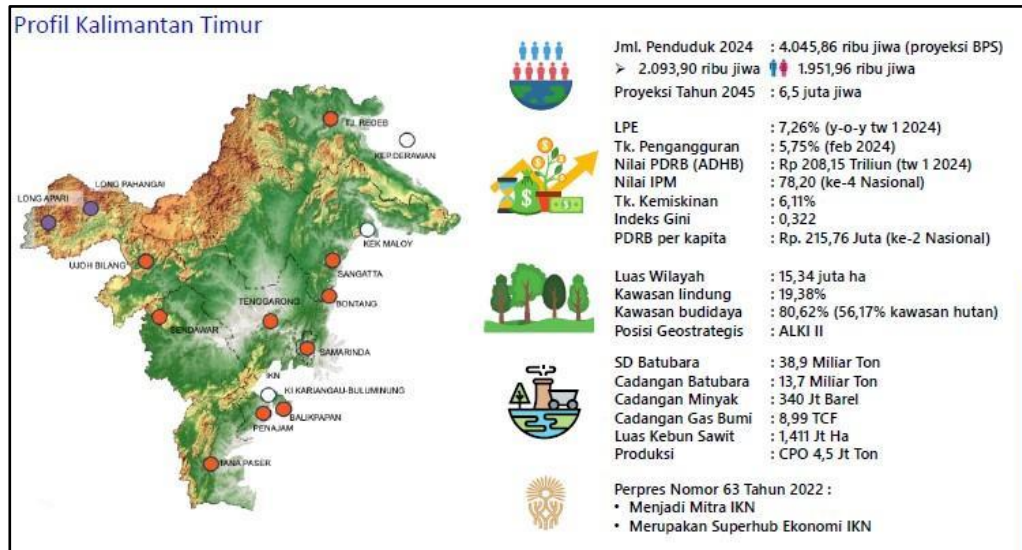 Profil Kalimantan Timur
TJ. REDEB
KEP.DERAWAN
LONG PAHANGAI
LONG APARI
KEK MALOY
UJOH BILANG
SANGATTA
BONTANG
TENGGARONG
SENDAWAR
SAMARINDA
IKN
KI KARIANGAU-BULUMINUNG
BALIKPAPAN
PENAJAM
TANA PASER
Jml. Penduduk 2024 : 4.045,86 ribu jiwa (proyeksi BPS)
➢ 2.093,90 ribu jiwa 1.951,96 ribu jiwa
Proyeksi Tahun 2045 : 6,5 juta jiwa
LPE : 7,26% (y-o-y tw 1 2024)
Tk. Pengangguran : 5,75% (feb 2024)
Nilai PDRB (ADHB) : Rp 208,15 Triliun (tw 1 2024)
Nilai IPM : 78,20 (ke-4 Nasional)
Tk. Kemiskinan : 6,11%
Indeks Gini : 0,322
PDRB per kapita : Rp. 215,76 Juta (ke-2 Nasional)
Luas Wilayah : 15,34 juta ha
Kawasan lindung : 19,38%
Kawasan budidaya : 80,62% (56,17% kawasan hutan)
Posisi Geostrategis : ALKI II
SD Batubara : 38,9 Miliar Ton
Cadangan Batubara : 13,7 Miliar Ton
Cadangan Minyak : 340 Jt Barel
Cadangan Gas Bumi : 8,99 TCF
Luas Kebun Sawit : 1,411 Jt Ha
Produksi : CPO 4,5 Jt Ton
Perpres Nomor 63 Tahun 2022 :
• Menjadi Mitra IKN
• Merupakan Superhub Ekonomi IKN